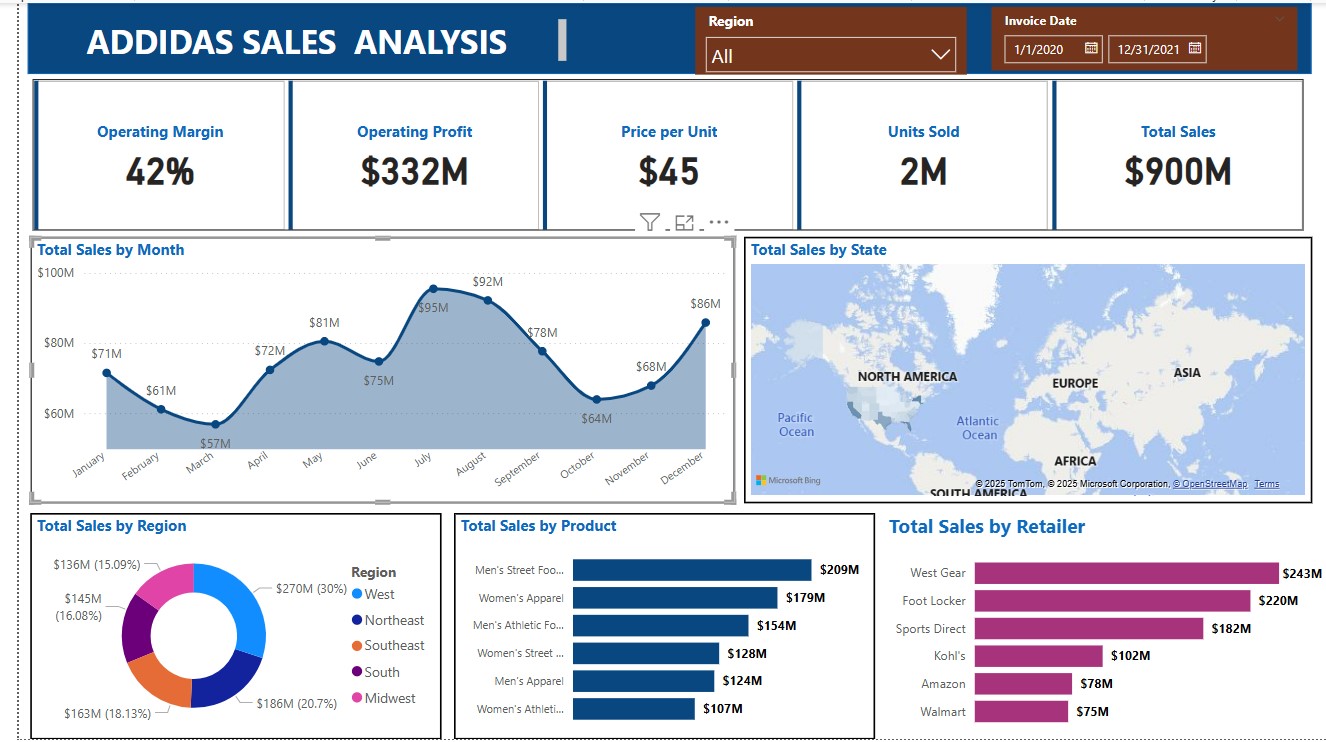 ADDIDAS SALES ANALYSIS
Region
All
Invoice Date
1/1/2020
12/31/2021
Operating Margin
42%
Operating Profit
$332M
Price per Unit
$45
Units Sold
2M
Total Sales
$900M
Total Sales by Month
$100M
$80M
$60M
$71M
$61M
$57M
$72M
$81M
$75M
$95M
$92M
$78M
$64M
$68M
$86M
January
February
March
April
May
June
July
August
September
October
November
December
Total Sales by State
NORTH AMERICA
EUROPE
ASIA
Pacific
Ocean
Atlantic
Ocean
AFRICA
SOUTH AMERICA
Microsoft Bing
© 2025 TomTom, © 2025 Microsoft Corporation, © OpenStreetMap Terms
Total Sales by Region
$136M (15.09%)
$270M (30%)
$145M
(16.08%)
$163M (18.13%)
$186M (20.7%)
Region
West
Northeast
Southeast
South
Midwest
Total Sales by Product
Men's Street Foo... $209M
Women's Apparel $179M
Men's Athletic Fo... $154M
Women's Street ... $128M
Men's Apparel $124M
Women's Athleti... $107M
Total Sales by Retailer
West Gear $243M
Foot Locker $220M
Sports Direct $182M
Kohl's $102M
Amazon $78M
Walmart $75M